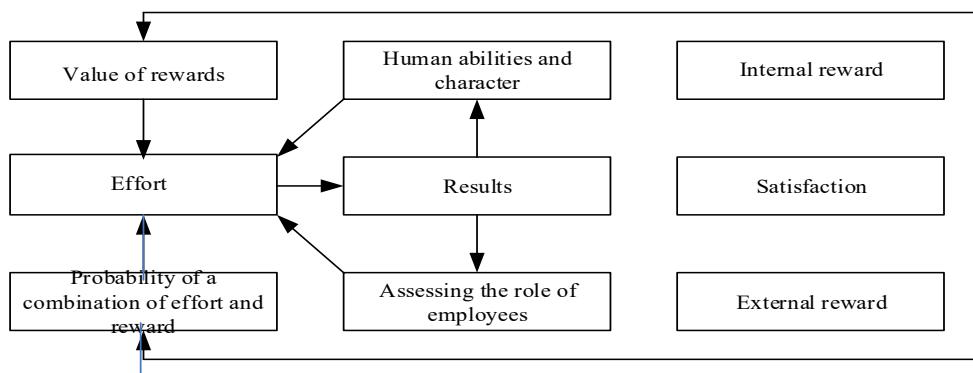 Value of rewards
Human abilities and
character
Internal reward
Effort
Results
Satisfaction
Probability of a
combination of effort and
reward
Assessing the role of
employees
External reward